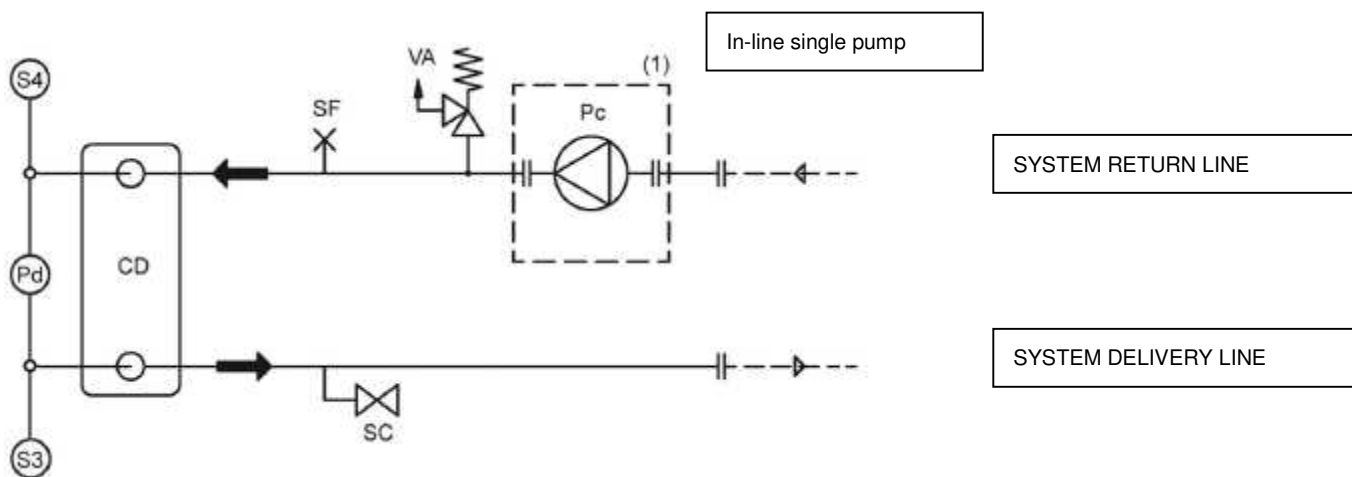 In-line single pump
S4
VA
(1)
SF
Pc
SYSTEM RETURN LINE
Pd
CD
SYSTEM DELIVERY LINE
SC
S3